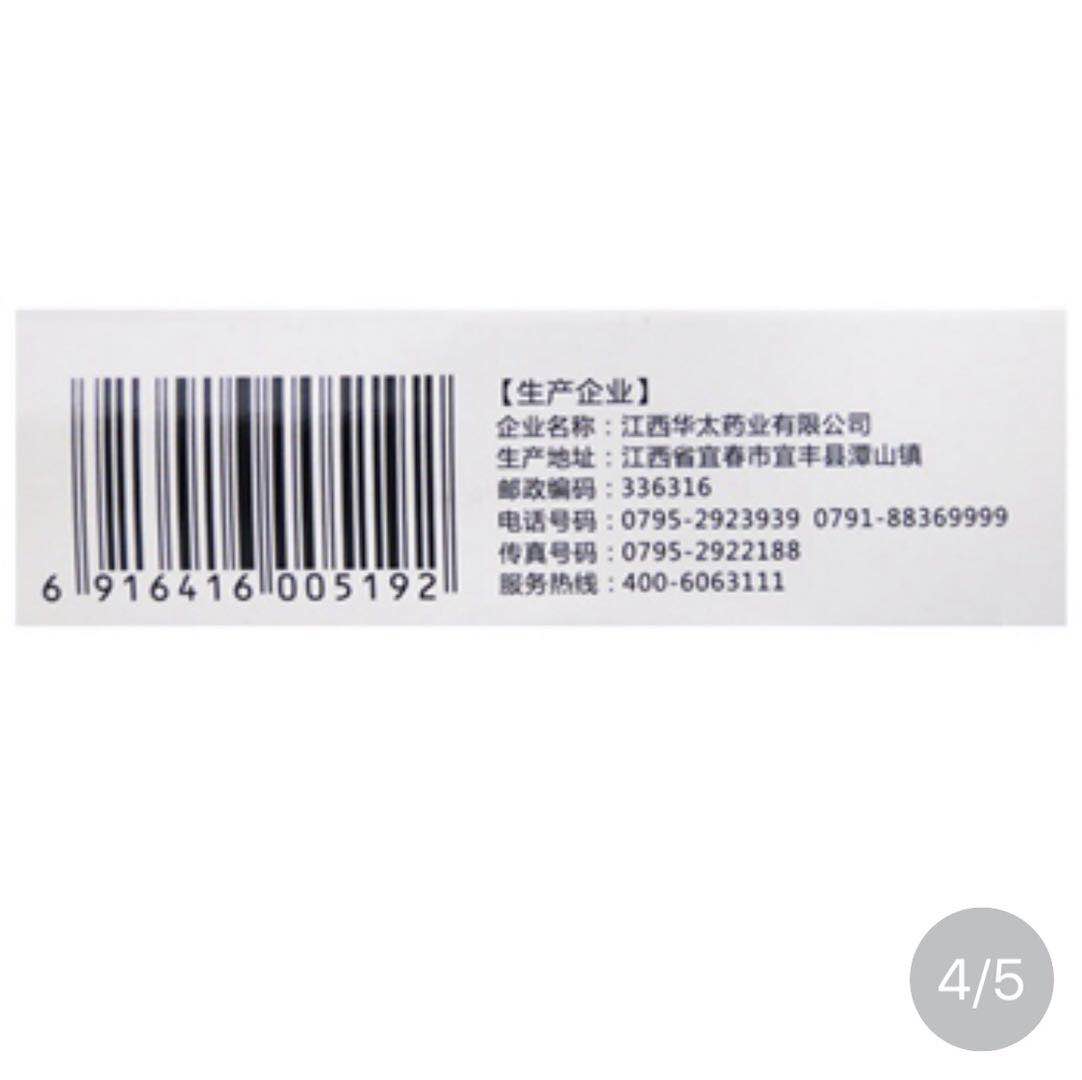 【生产企业】
企业名称：江西华太药业有限公司
生产地址：江西省宜春市宜丰县潭山镇
邮政编码：336316
电话号码：0795-2923939 0791-88369999
传真号码：0795-2922188
服务热线：400-6063111
6 916416 005192
4/5